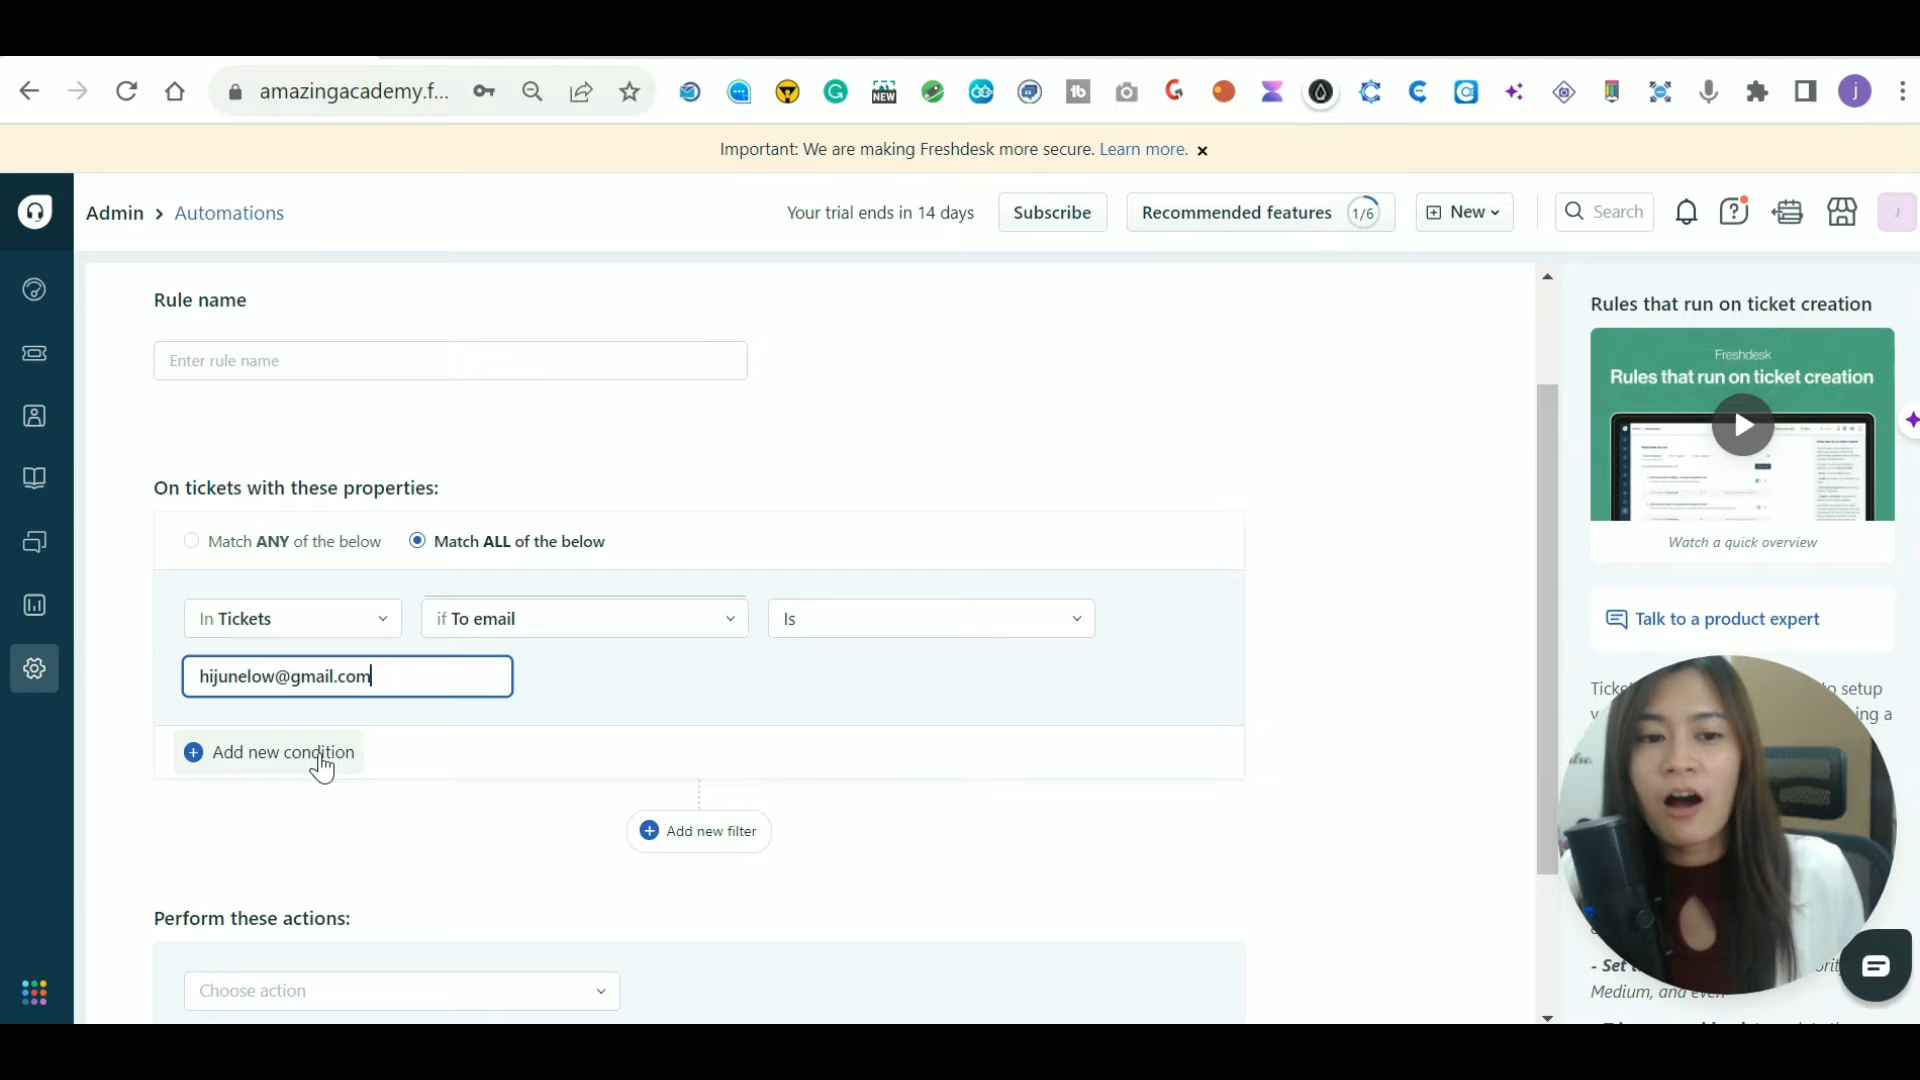 amazingacademy.f...
NEW
j
Important: We are making Freshdesk more secure. Learn more. ×
Admin > Automations
Your trial ends in 14 days
Subscribe
Recommended features 1/6
New
Search
J
Rule name
Enter rule name
On tickets with these properties:
Match ANY of the below
Match ALL of the below
In Tickets
if To email
Is
hijunelow@gmail.com
Add new condition
Add new filter
Perform these actions:
Choose action
Rules that run on ticket creation
Freshdesk
Rules that run on ticket creation
Watch a quick overview
Talk to a product expert
to setup
Medium, and even